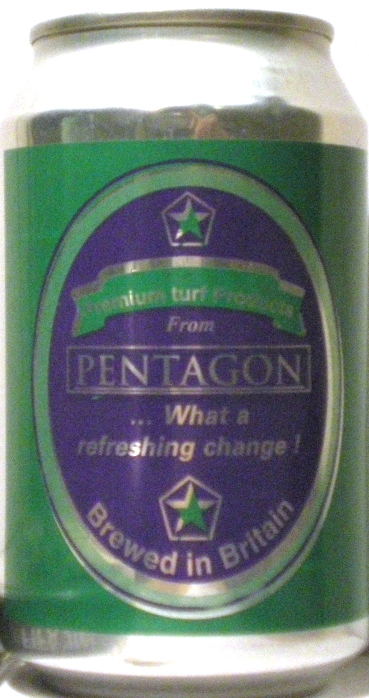 Premium turf Products
From
PENTAGON
... What a
refreshing change !
Brewed in Britain